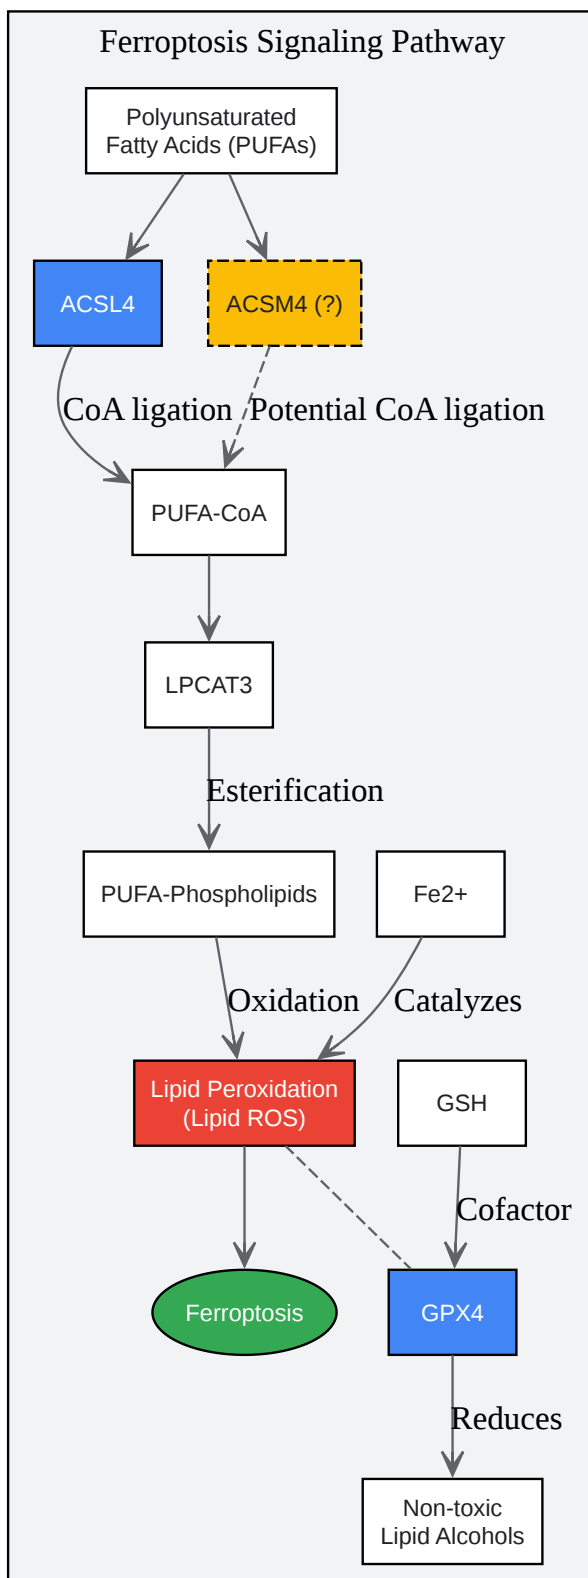 Ferroptosis Signaling Pathway
Polyunsaturated
Fatty Acids (PUFAs)
ACSL4
ACSM4 (?)
CoA ligation
Potential CoA ligation
PUFA-CoA
LPCAT3
Esterification
PUFA-Phospholipids
Fe2+
Oxidation
Catalyzes
Lipid Peroxidation
(Lipid ROS)
GSH
Cofactor
Ferroptosis
GPX4
Reduces
Non-toxic
Lipid Alcohols